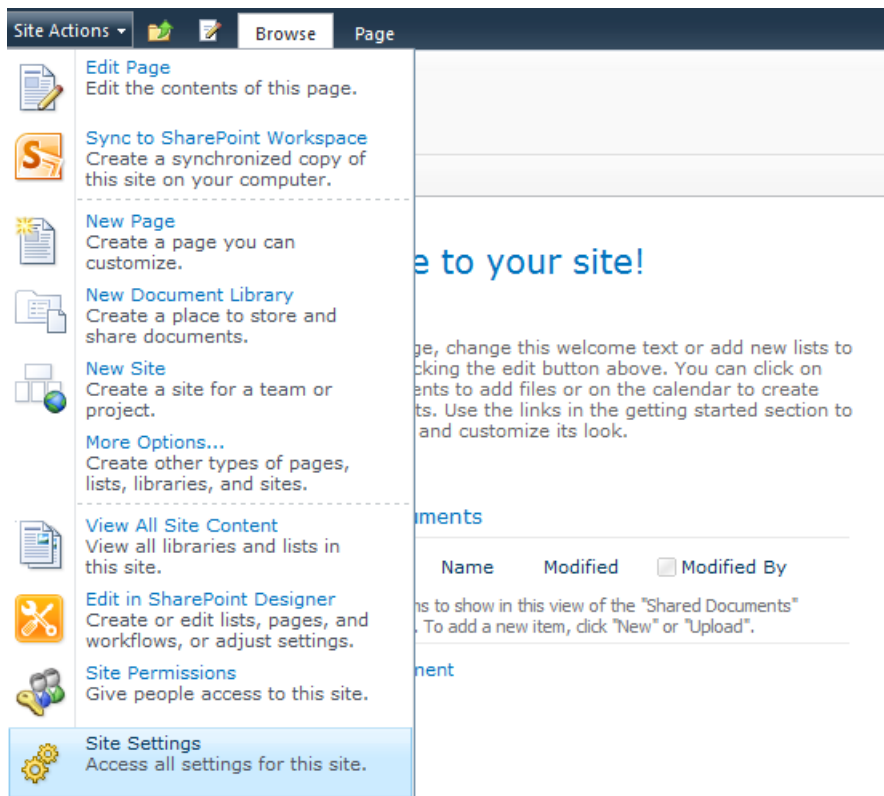 Site Actions Browse Page
Edit Page
Edit the contents of this page.
Sync to SharePoint Workspace
Create a synchronized copy of
this site on your computer.
New Page
Create a page you can
customize.
New Document Library
Create a place to store and
share documents.
New Site
Create a site for a team or
project.
More Options...
Create other types of pages,
lists, libraries, and sites.
View All Site Content
View all libraries and lists in
this site.
Edit in SharePoint Designer
Create or edit lists, pages, and
workflows, or adjust settings.
Site Permissions
Give people access to this site.
Site Settings
Access all settings for this site.
e to your site!
ge, change this welcome text or add new lists to
cking the edit button above. You can click on
ents to add files or on the calendar to create
ts. Use the links in the getting started section to
and customize its look.
uments
Name Modified Modified By
ns to show in this view of the "Shared Documents"
. To add a new item, click "New" or "Upload".
ment